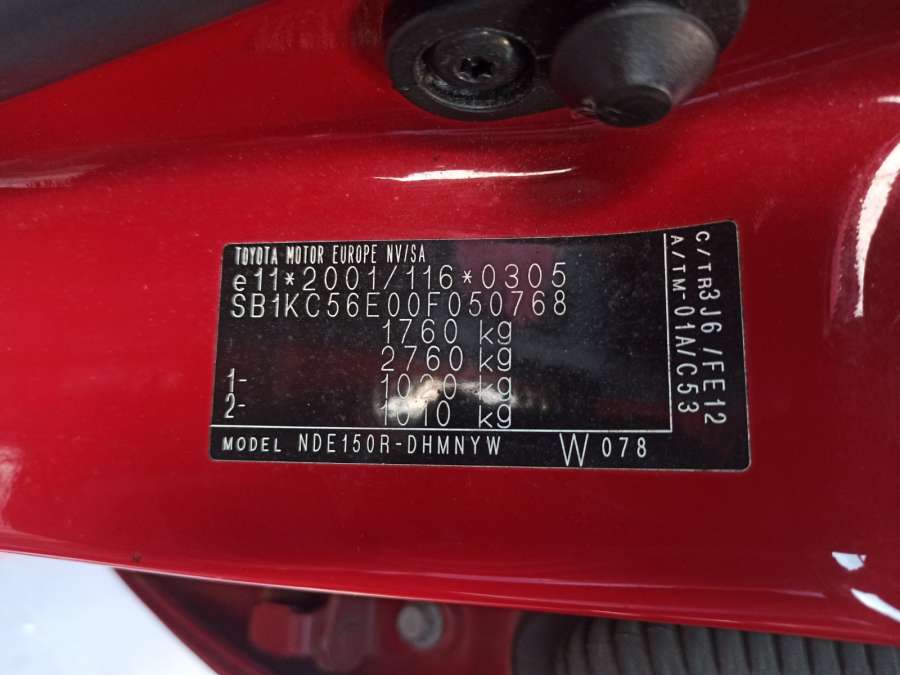 TOYOTA MOTOR EUROPE NV/SA
e11*2001/116*0305
SB1KC56E00F050768
1760 kg
2760 kg
1- 1020 kg
2- 1010 kg
MODEL NDE150R-DHMNYW W 078
C/TR 3J6/FE12
A/TM-01A/C53